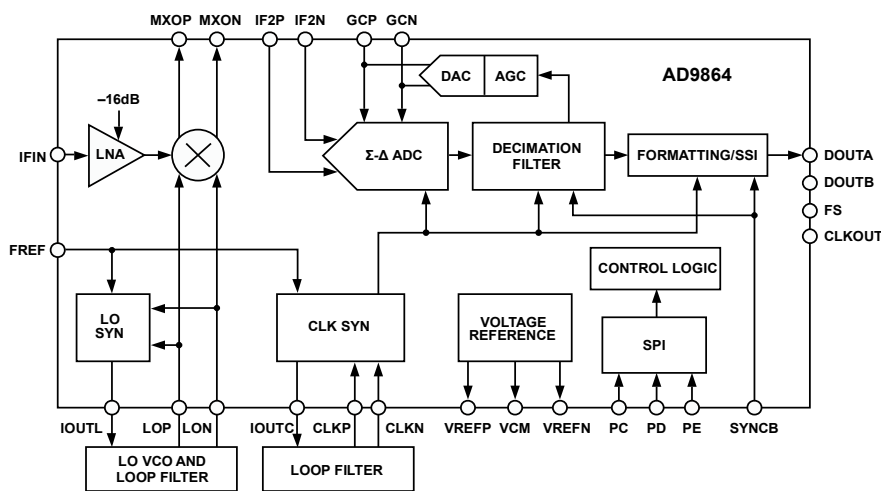 MXOP MXON IF2P IF2N GCP GCN
AD9864
DAC AGC
–16dB
LNA
IFIN
Σ-Δ ADC
DECIMATION
FILTER
FORMATTING/SSI
DOUTA
DOUTB
FS
CLKOUT
FREF
LO
SYN
CLK SYN
VOLTAGE
REFERENCE
CONTROL LOGIC
SPI
IOUTL LOP LON IOUTC CLKP CLKN VREFP VCM VREFN PC PD PE SYNCB
LO VCO AND
LOOP FILTER
LOOP FILTER